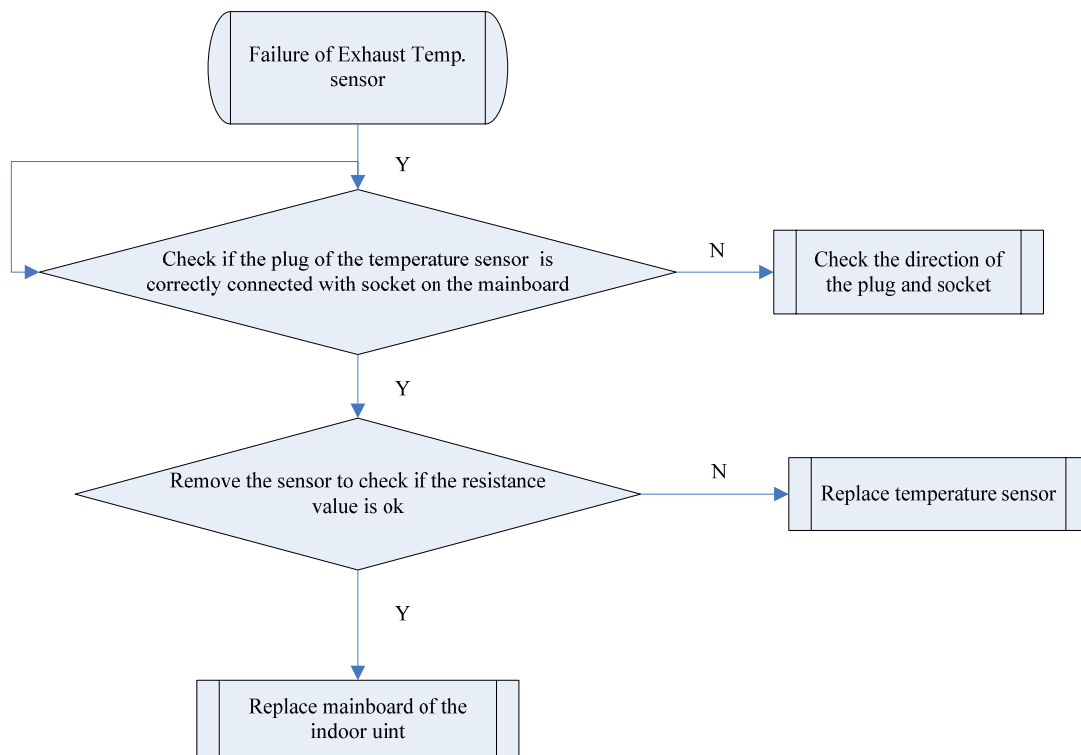 Failure of Exhaust Temp.
sensor
Y
Check if the plug of the temperature sensor is
correctly connected with socket on the mainboard
N
Check the direction of
the plug and socket
Y
Remove the sensor to check if the resistance
value is ok
N
Replace temperature sensor
Y
Replace mainboard of the
indoor uint